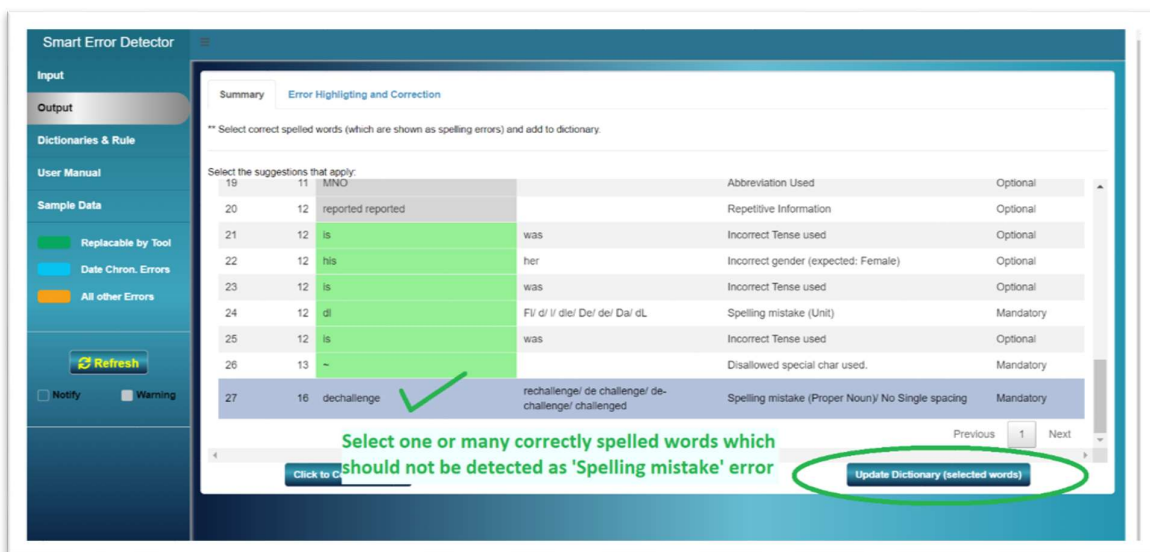 Smart Error Detector
Input
Output
Dictionaries & Rule
User Manual
Sample Data
Replacable by Tool
Date Chron. Errors
All other Errors
Refresh
Notify Warning
Summary Error Highligting and Correction
** Select correct spelled words (which are shown as spelling errors) and add to dictionary.
Select the suggestions that apply:
19 11 MNO Abbreviation Used Optional
20 12 reported reported Repetitive Information Optional
21 12 is was Incorrect Tense used Optional
22 12 his her Incorrect gender (expected: Female) Optional
23 12 is was Incorrect Tense used Optional
24 12 dl Fl/ d/ l/ dle/ De/ de/ Da/ dL Spelling mistake (Unit) Mandatory
25 12 is was Incorrect Tense used Optional
26 13 ~ Disallowed special char used. Mandatory
27 16 dechallenge rechallenge/ de challenge/ de-
challenge/ challenged Spelling mistake (Proper Noun)/ No Single spacing Mandatory
Previous 1 Next
Select one or many correctly spelled words which
should not be detected as 'Spelling mistake' error
Click to
Update Dictionary (selected words)